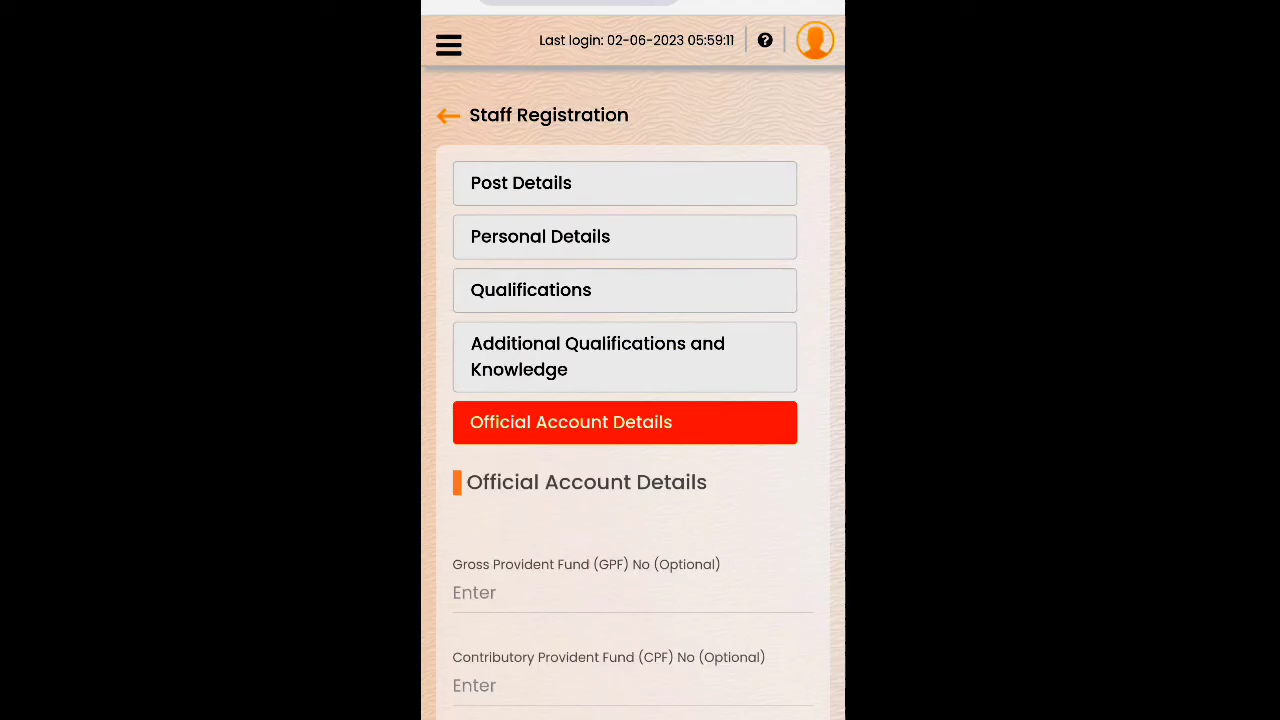 Last login: 02-06-2023 05:59:11
Staff Registration
Post Details
Personal Details
Qualifications
Additional Qualifications and
Knowledge
Official Account Details
Official Account Details
Gross Provident Fund (GPF) No (Optional)
Enter
Contributory Provident Fund (CPF) No (Optional)
Enter